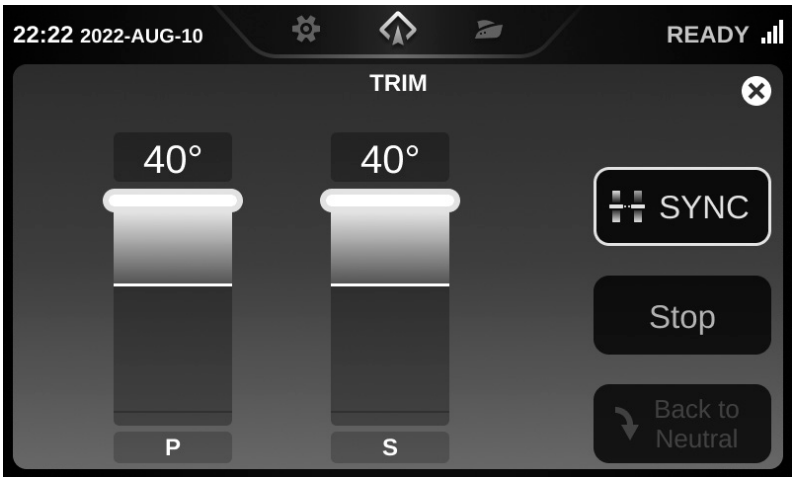 22:22 2022-AUG-10
READY
TRIM
40°
40°
SYNC
Stop
Back to
Neutral
P
S